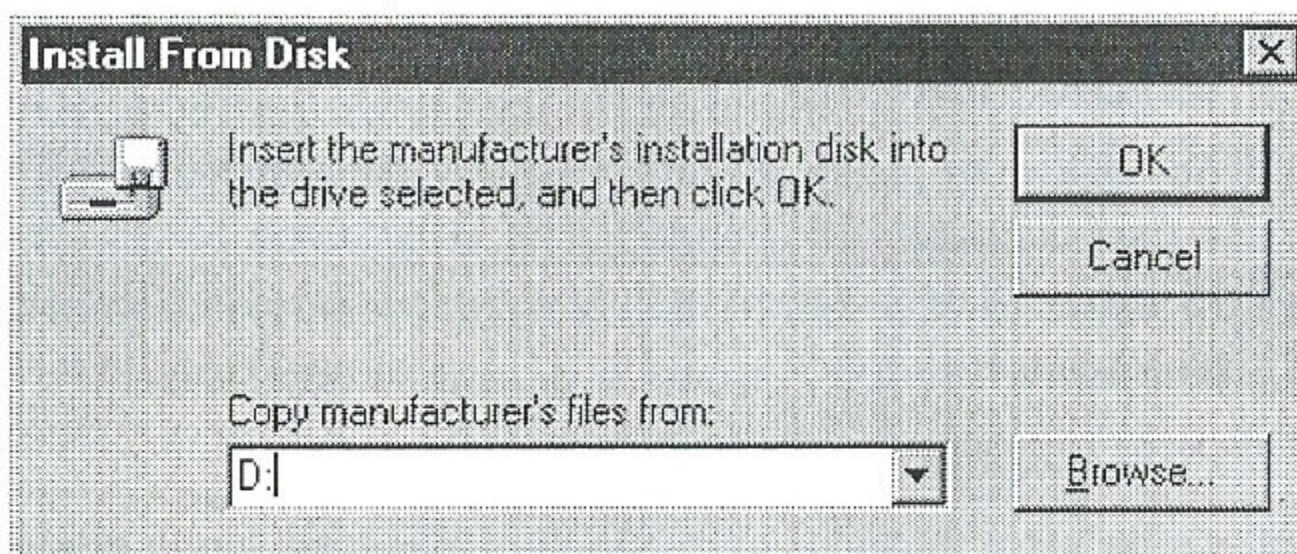 Install From Disk
Insert the manufacturer's installation disk into
the drive selected, and then click OK.
OK
Cancel
Copy manufacturer's files from:
D:
Browse...